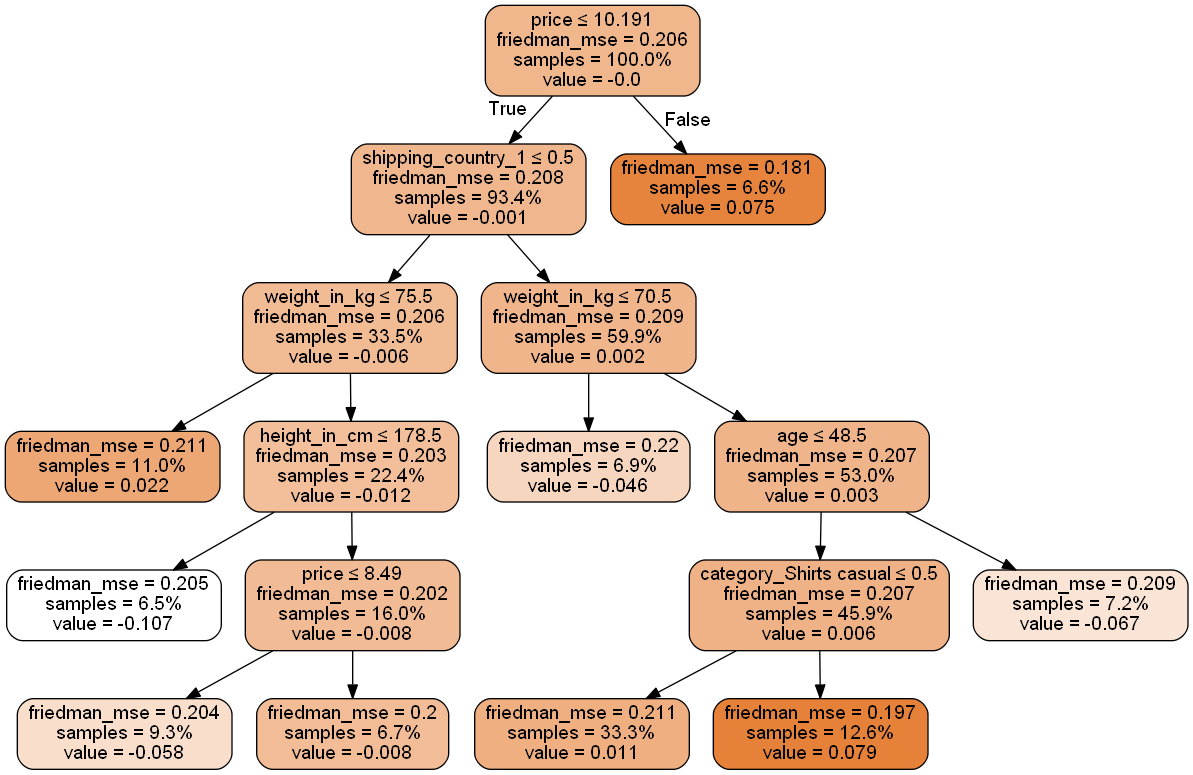 price ≤ 10.191
friedman_mse = 0.206
samples = 100.0%
value = -0.0
True
False
shipping_country_1 ≤ 0.5
friedman_mse = 0.208
samples = 93.4%
value = -0.001
friedman_mse = 0.181
samples = 6.6%
value = 0.075
weight_in_kg ≤ 75.5
friedman_mse = 0.206
samples = 33.5%
value = -0.006
weight_in_kg ≤ 70.5
friedman_mse = 0.209
samples = 59.9%
value = 0.002
friedman_mse = 0.211
samples = 11.0%
value = 0.022
height_in_cm ≤ 178.5
friedman_mse = 0.203
samples = 22.4%
value = -0.012
friedman_mse = 0.22
samples = 6.9%
value = -0.046
age ≤ 48.5
friedman_mse = 0.207
samples = 53.0%
value = 0.003
friedman_mse = 0.205
samples = 6.5%
value = -0.107
price ≤ 8.49
friedman_mse = 0.202
samples = 16.0%
value = -0.008
category_Shirts casual ≤ 0.5
friedman_mse = 0.207
samples = 45.9%
value = 0.006
friedman_mse = 0.209
samples = 7.2%
value = -0.067
friedman_mse = 0.204
samples = 9.3%
value = -0.058
friedman_mse = 0.2
samples = 6.7%
value = -0.008
friedman_mse = 0.211
samples = 33.3%
value = 0.011
friedman_mse = 0.197
samples = 12.6%
value = 0.079